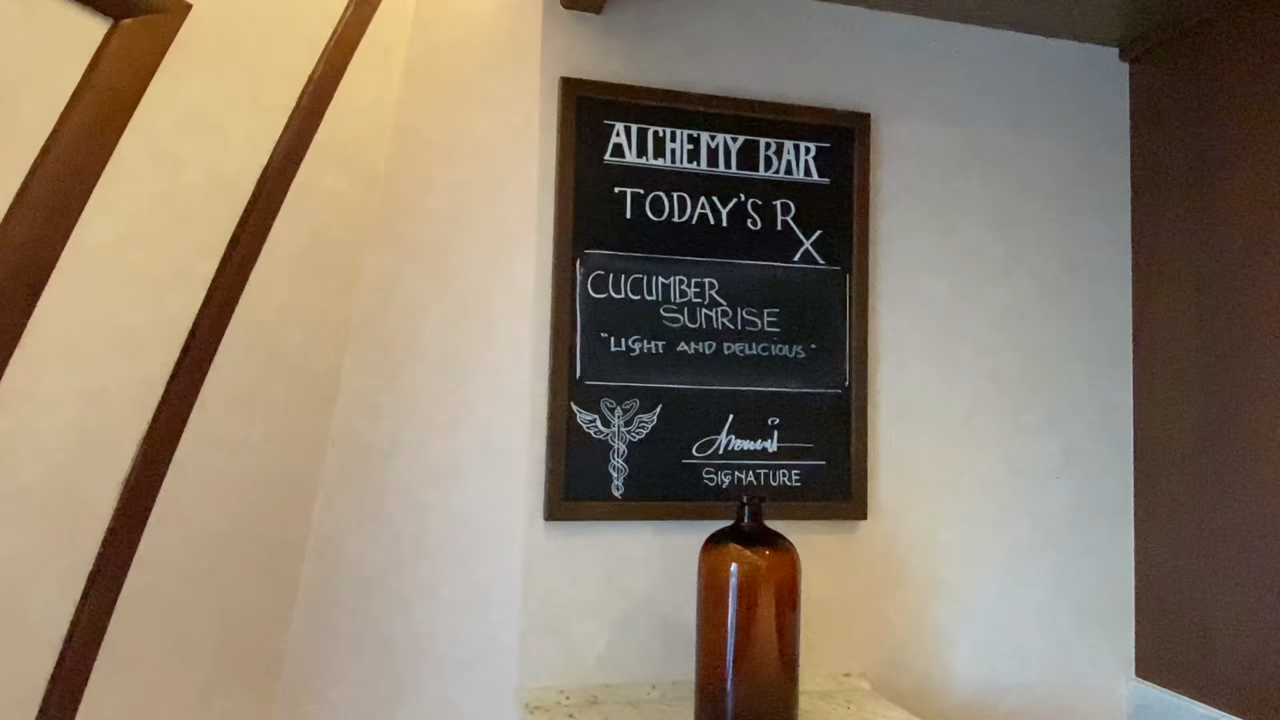 ALCHEMY BAR
TODAY'S RX
CUCUMBER
SUNRISE
"LIGHT AND DELICIOUS"
SIGNATURE